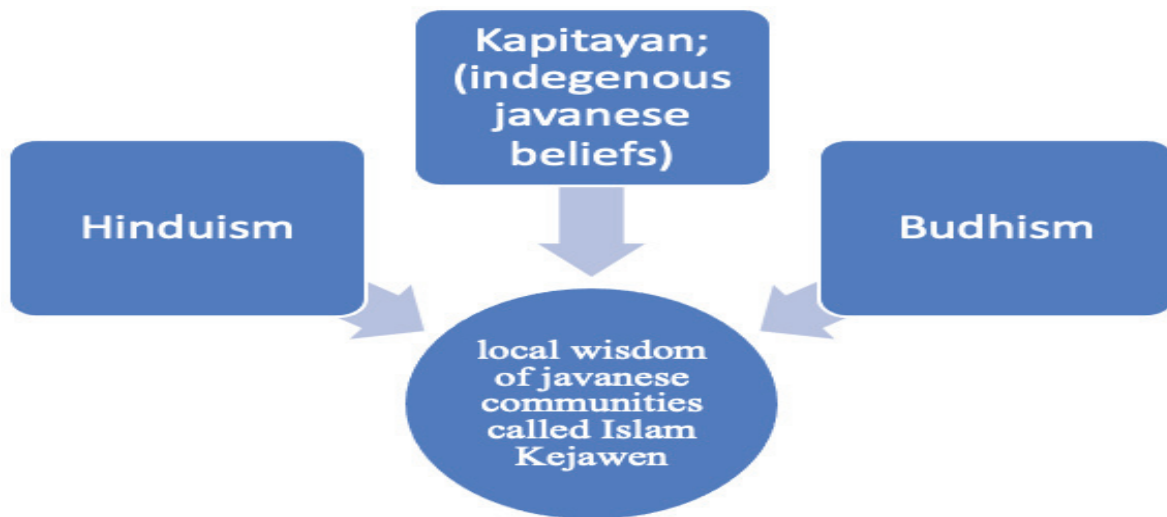 Kapitayan;
(indegenous
javanese
beliefs)
Hinduism
Budhism
local wisdom
of javanese
communities
called Islam
Kejawen